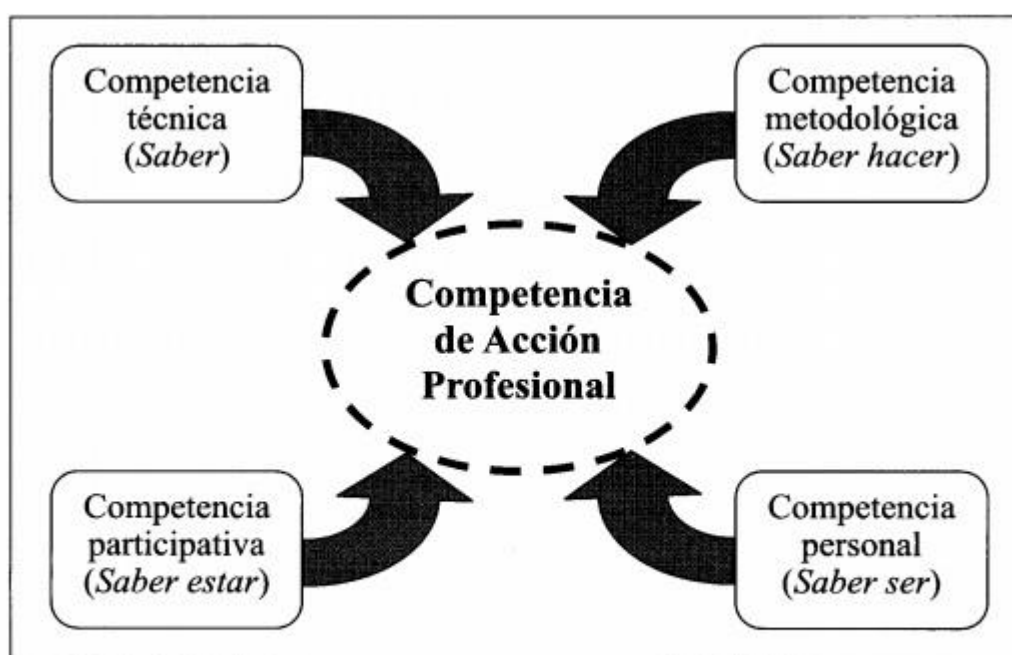 Competencia
técnica
(Saber)
Competencia
metodológica
(Saber hacer)
Competencia
de Acción
Profesional
Competencia
participativa
(Saber estar)
Competencia
personal
(Saber ser)